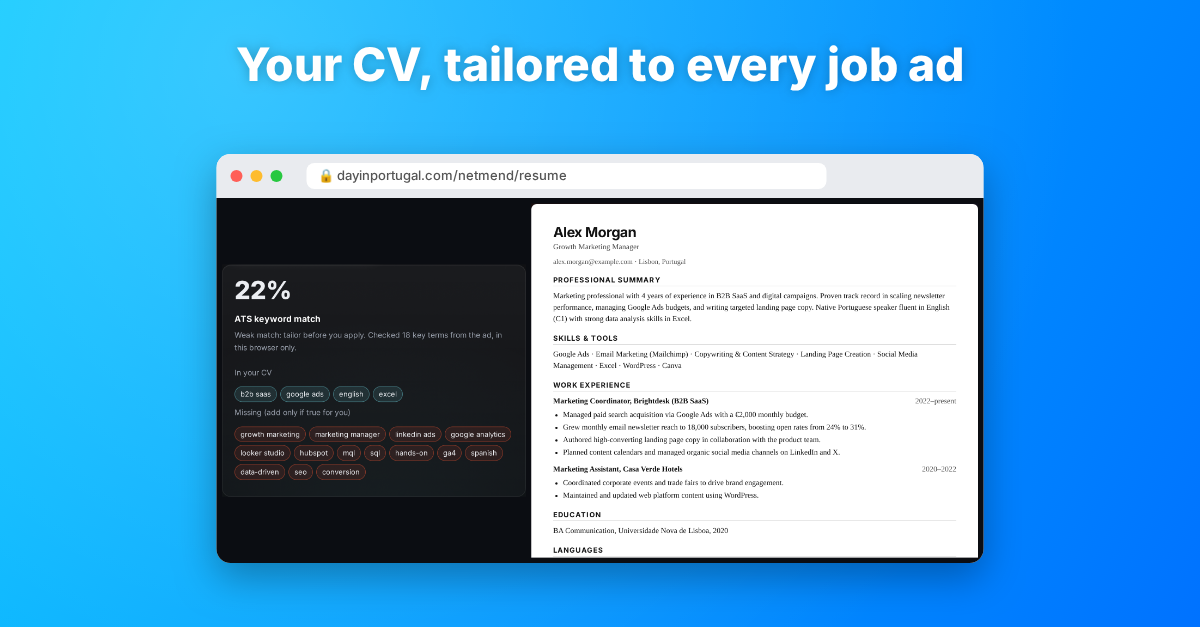 Your CV, tailored to every job ad
dayinportugal.com/netmend/resume
22%
ATS keyword match
Weak match: tailor before you apply. Checked 18 key terms from the ad, in
this browser only.
In your CV
b2b saas google ads english excel
Missing (add only if true for you)
growth marketing marketing manager linkedin ads google analytics
looker studio hubspot mql sql hands-on ga4 spanish
data-driven seo conversion
Alex Morgan
Growth Marketing Manager
alex.morgan@example.com · Lisbon, Portugal
PROFESSIONAL SUMMARY
Marketing professional with 4 years of experience in B2B SaaS and digital campaigns. Proven track record in scaling newsletter
performance, managing Google Ads budgets, and writing targeted landing page copy. Native Portuguese speaker fluent in English
(C1) with strong data analysis skills in Excel.
SKILLS & TOOLS
Google Ads · Email Marketing (Mailchimp) · Copywriting & Content Strategy · Landing Page Creation · Social Media
Management · Excel · WordPress · Canva
WORK EXPERIENCE
Marketing Coordinator, Brightdesk (B2B SaaS) 2022–present
• Managed paid search acquisition via Google Ads with a €2,000 monthly budget.
• Grew monthly email newsletter reach to 18,000 subscribers, boosting open rates from 24% to 31%.
• Authored high-converting landing page copy in collaboration with the product team.
• Planned content calendars and managed organic social media channels on LinkedIn and X.
Marketing Assistant, Casa Verde Hotels 2020–2022
• Coordinated corporate events and trade fairs to drive brand engagement.
• Maintained and updated web platform content using WordPress.
EDUCATION
BA Communication, Universidade Nova de Lisboa, 2020
LANGUAGES